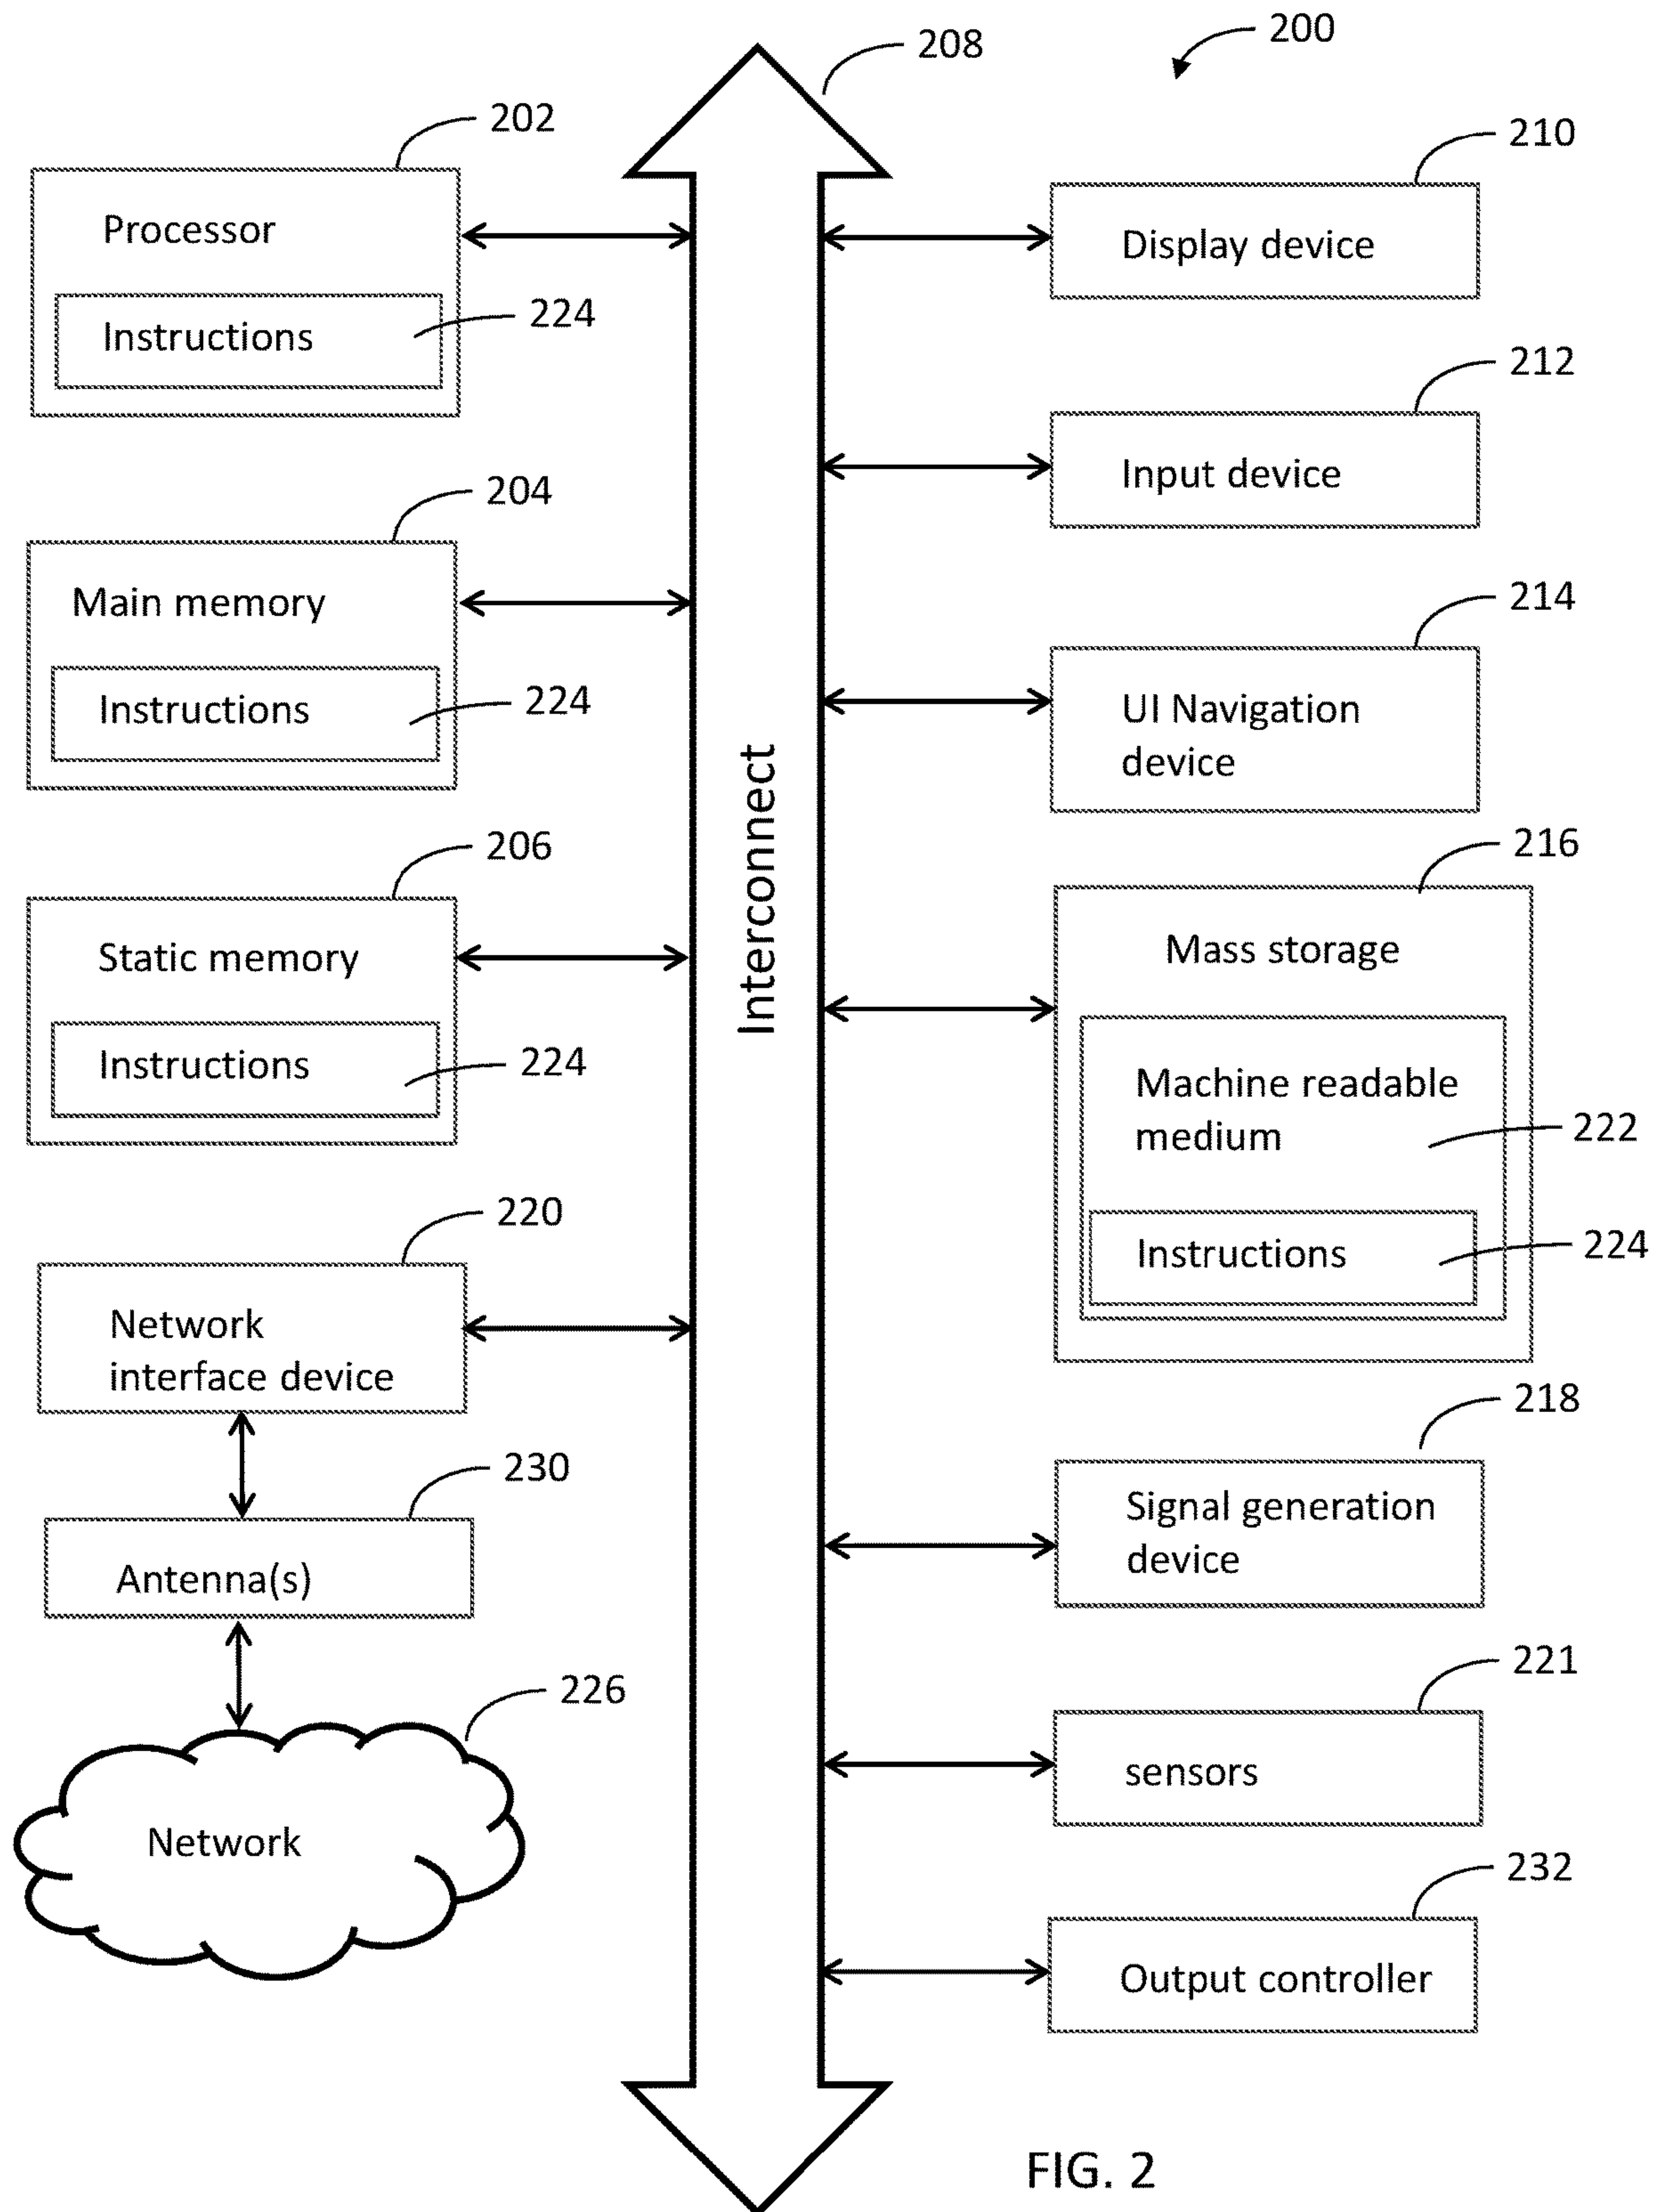 200
208
202
Processor
Instructions
224
204
Main memory
Instructions
224
206
Static memory
Instructions
224
220
Network
interface device
230
Antenna(s)
226
Network
Interconnect
210
Display device
212
Input device
214
UI Navigation
device
216
Mass storage
Machine readable
medium
222
Instructions
224
218
Signal generation
device
221
sensors
232
Output controller
FIG. 2